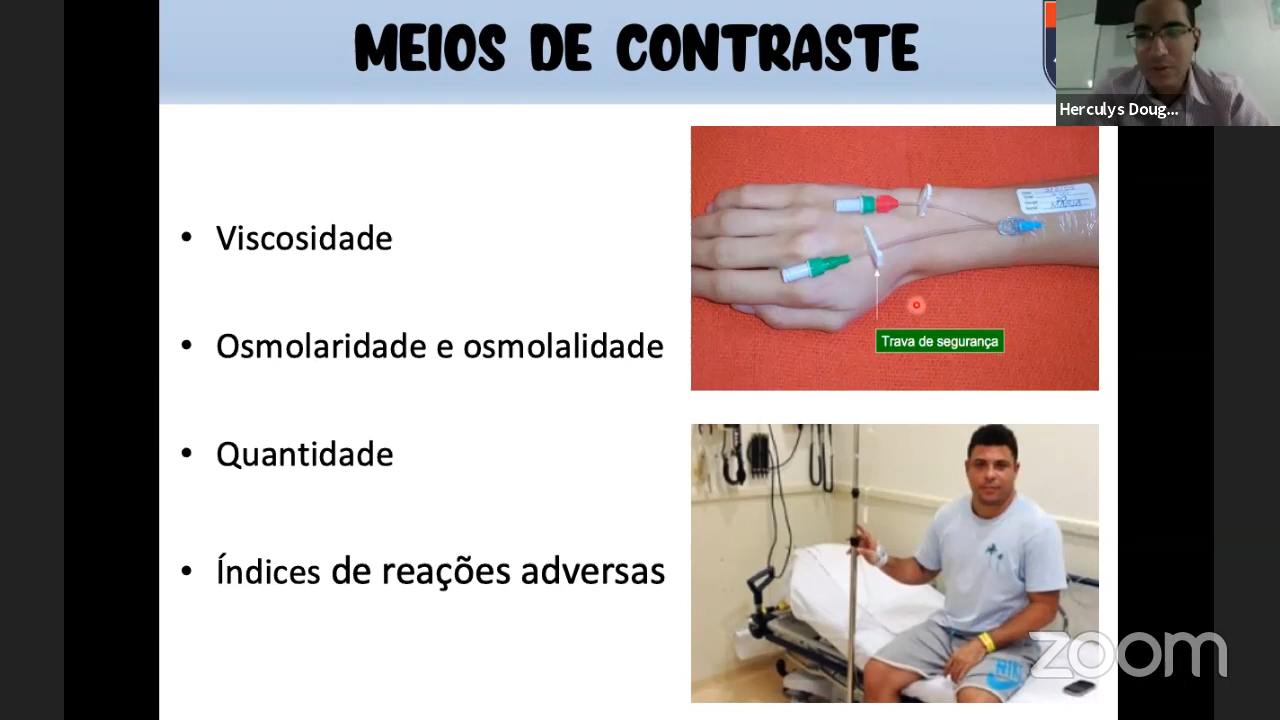 MEIOS DE CONTRASTE
Herculys Doug...
• Viscosidade
• Osmolaridade e osmolalidade
• Quantidade
• Índices de reações adversas
Trava de segurança
zoom